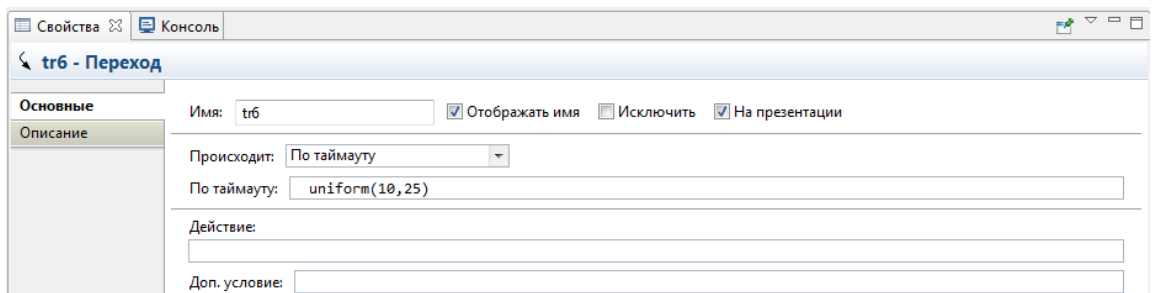 Свойства Консоль
tr6 - Переход
Основные
Описание
Имя: tr6 Отображать имя Исключить На презентации
Происходит: По таймауту
По таймауту: uniform(10,25)
Действие:
Доп. условие: